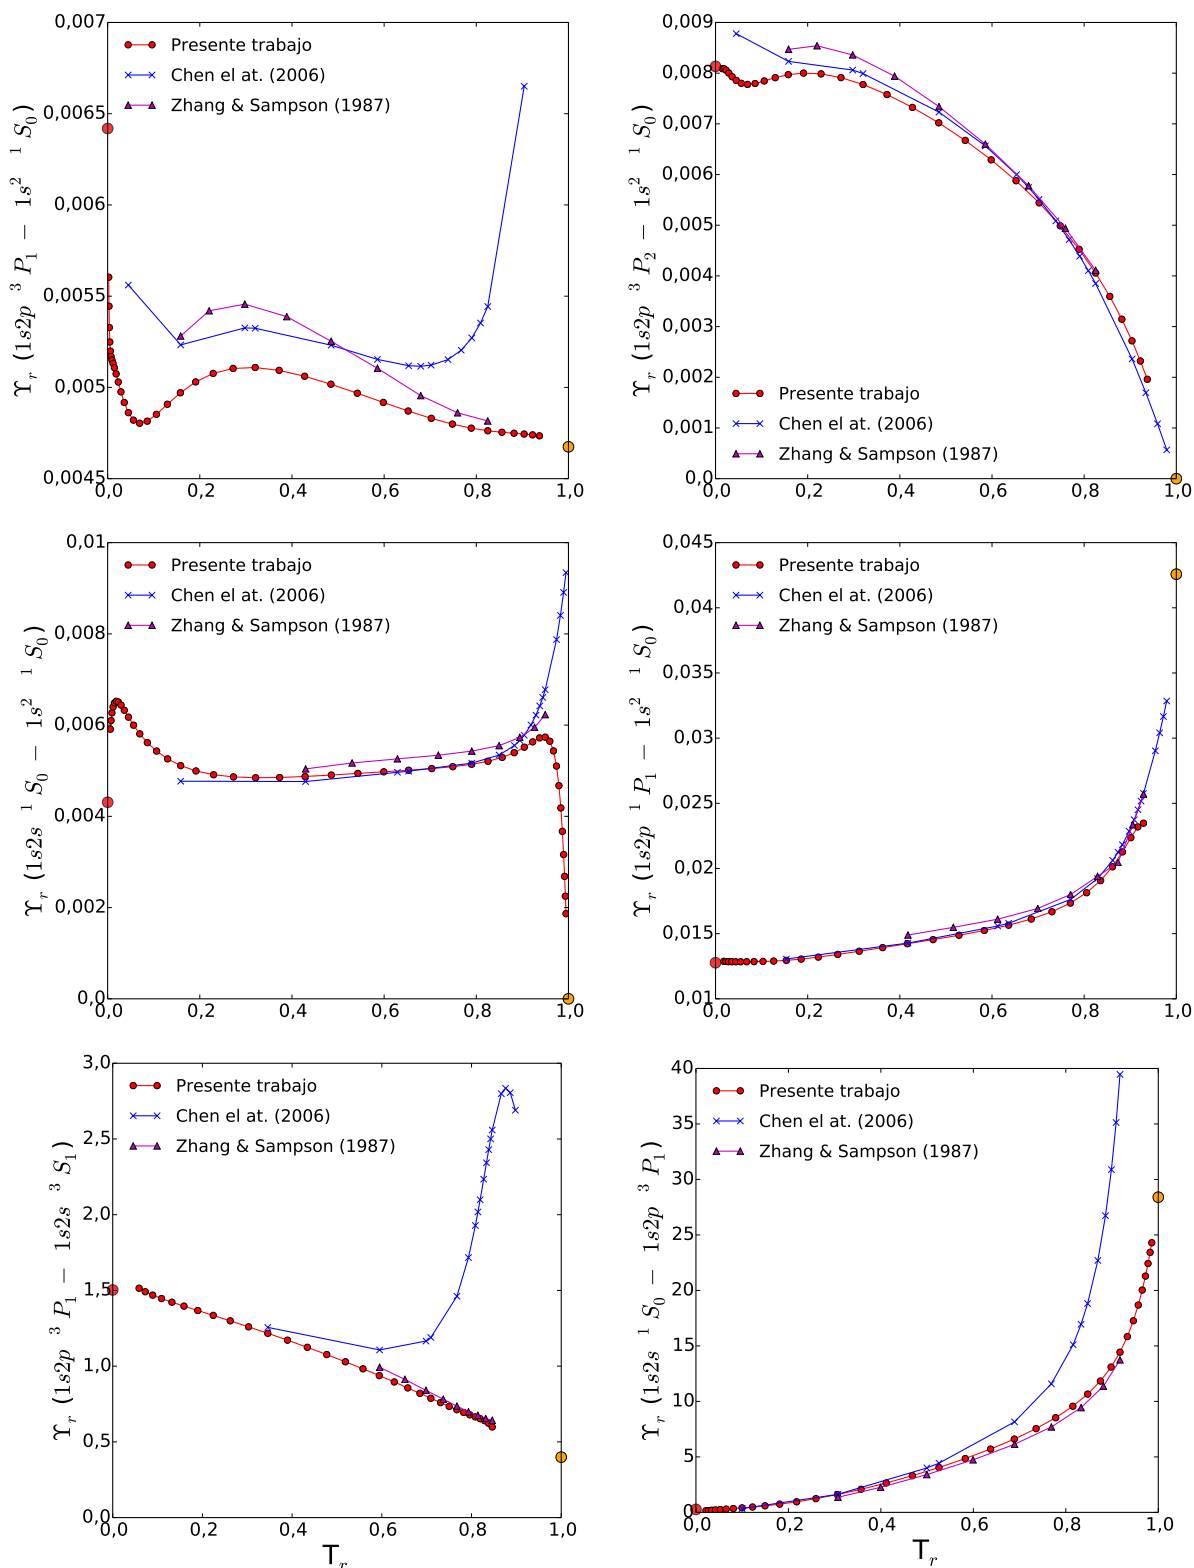 0,007
0,0065
0,006
0,0055
0,005
0,0045
0,0 0,2 0,4 0,6 0,8 1,0
ϒr (1s2p ³P₁ − 1s² ¹S₀)
Presente trabajo
Chen el at. (2006)
Zhang & Sampson (1987)
0,009
0,008
0,007
0,006
0,005
0,004
0,003
0,002
0,001
0,0
0,0 0,2 0,4 0,6 0,8 1,0
ϒr (1s2p ³P₂ − 1s² ¹S₀)
Presente trabajo
Chen el at. (2006)
Zhang & Sampson (1987)
0,01
0,008
0,006
0,004
0,002
0,0
0,0 0,2 0,4 0,6 0,8 1,0
ϒr (1s2s ¹S₀ − 1s² ¹S₀)
Presente trabajo
Chen el at. (2006)
Zhang & Sampson (1987)
0,045
0,04
0,035
0,03
0,025
0,02
0,015
0,01
0,0 0,2 0,4 0,6 0,8 1,0
ϒr (1s2p ¹P₁ − 1s² ¹S₀)
Presente trabajo
Chen el at. (2006)
Zhang & Sampson (1987)
3,0
2,5
2,0
1,5
1,0
0,5
0,0
0,0 0,2 0,4 0,6 0,8 1,0
ϒr (1s2p ³P₁ − 1s2s ³S₁)
Tr
Presente trabajo
Chen el at. (2006)
Zhang & Sampson (1987)
40
35
30
25
20
15
10
5
0
0,0 0,2 0,4 0,6 0,8 1,0
ϒr (1s2s ¹S₀ − 1s2p ³P₁)
Tr
Presente trabajo
Chen el at. (2006)
Zhang & Sampson (1987)